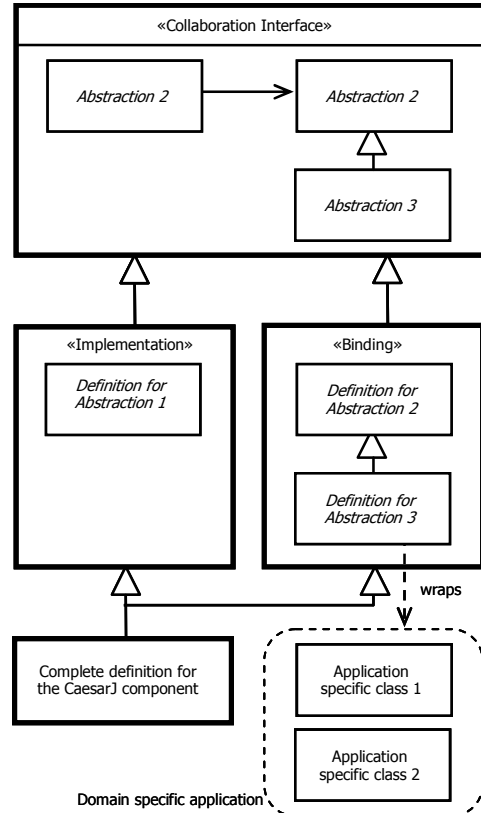 «Collaboration Interface»
Abstraction 2
Abstraction 2
Abstraction 3
«Implementation»
Definition for
Abstraction 1
«Binding»
Definition for
Abstraction 2
Definition for
Abstraction 3
wraps
Complete definition for
the CaesarJ component
Application
specific class 1
Application
specific class 2
Domain specific application